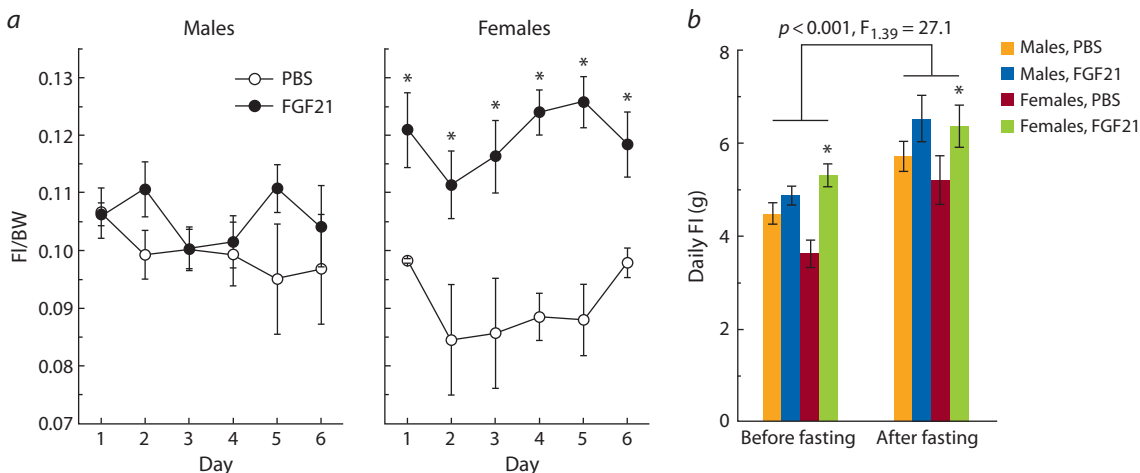 a
Males
Females
PBS
FGF21
FI/BW
0.13
0.12
0.11
0.10
0.09
0.08
0.07
* * * * * *
1 2 3 4 5 6
Day
1 2 3 4 5 6
Day
b
p < 0.001, F1.39 = 27.1
Daily FI (g)
8
6
4
2
0
*
*
Before fasting
After fasting
Males, PBS
Males, FGF21
Females, PBS
Females, FGF21